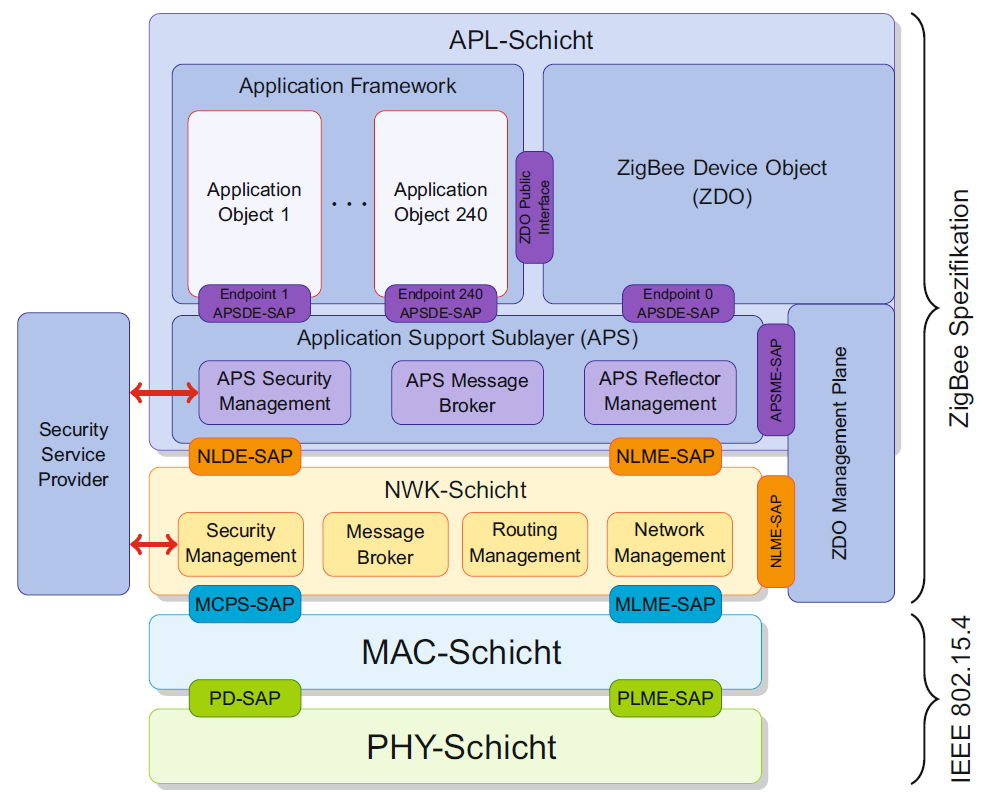 APL-Schicht
Application Framework
Application
Object 1
. . .
Application
Object 240
ZDO Public
Interface
ZigBee Device Object
(ZDO)
Endpoint 1
APSDE-SAP
Endpoint 240
APSDE-SAP
Endpoint 0
APSDE-SAP
Application Support Sublayer (APS)
APS Security
Management
APS Message
Broker
APS Reflector
Management
APSME-SAP
Security
Service
Provider
NLDE-SAP
NLME-SAP
NWK-Schicht
Security
Management
Message
Broker
Routing
Management
Network
Management
NLME-SAP
ZDO Management Plane
MCPS-SAP
MLME-SAP
MAC-Schicht
PD-SAP
PLME-SAP
PHY-Schicht
ZigBee Spezifikation
IEEE 802.15.4